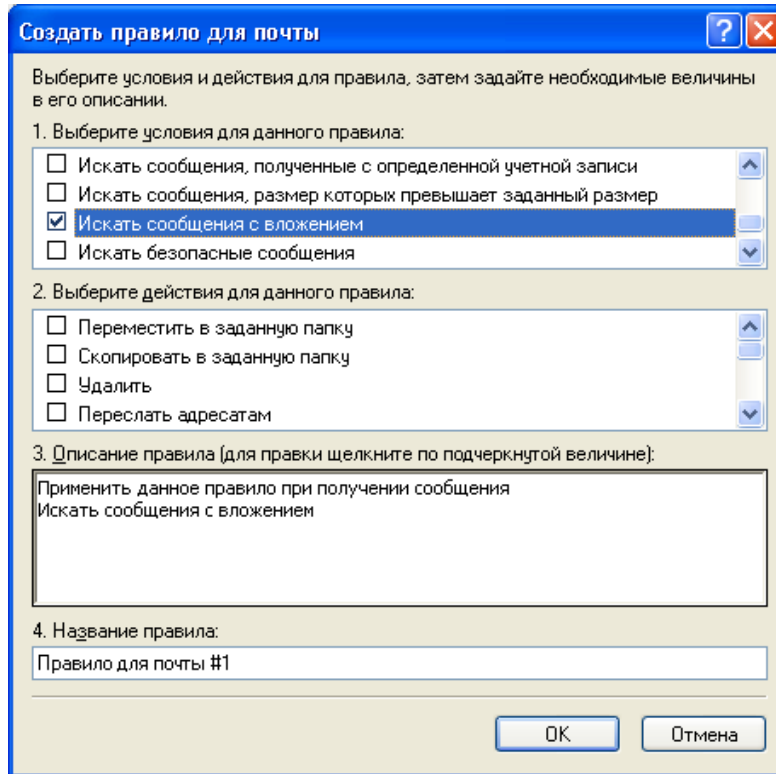 Создать правило для почты
Выберите условия и действия для правила, затем задайте необходимые величины
в его описании.
1. Выберите условия для данного правила:
Искать сообщения, полученные с определенной учетной записи
Искать сообщения, размер которых превышает заданный размер
Искать сообщения с вложением
Искать безопасные сообщения
2. Выберите действия для данного правила:
Переместить в заданную папку
Скопировать в заданную папку
Удалить
Переслать адресатам
3. Описание правила (для правки щелкните по подчеркнутой величине):
Применить данное правило при получении сообщения
Искать сообщения с вложением
4. Название правила:
Правило для почты #1
OK Отмена